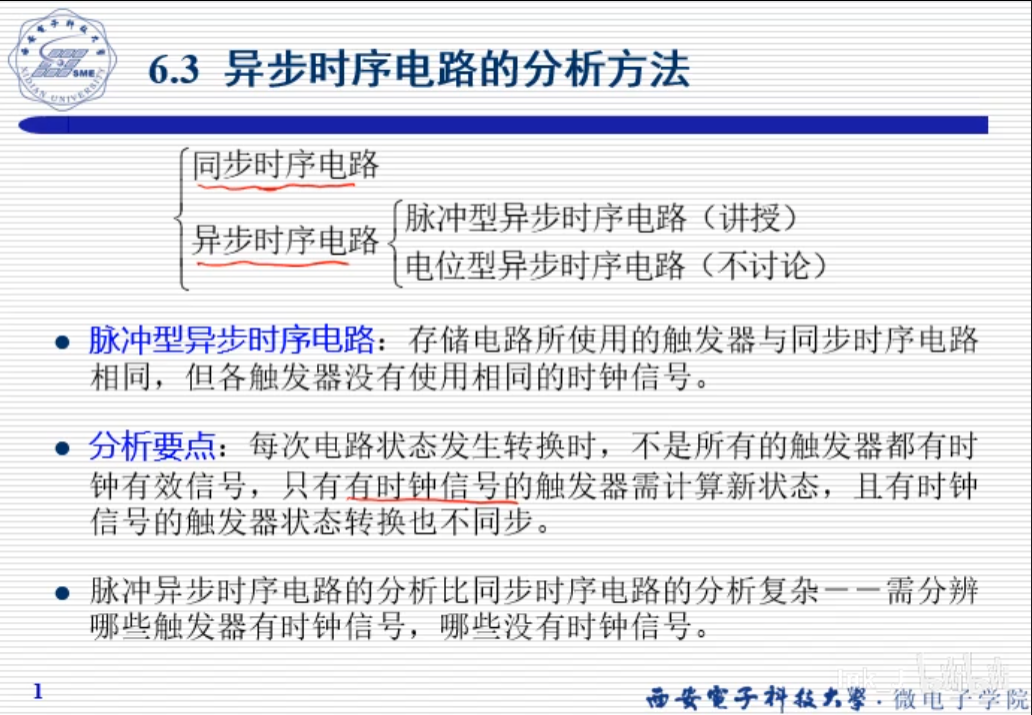 6.3 异步时序电路的分析方法
同步时序电路
异步时序电路
脉冲型异步时序电路（讲授）
电位型异步时序电路（不讨论）
脉冲型异步时序电路：存储电路所使用的触发器与同步时序电路
相同，但各触发器没有使用相同的时钟信号。
分析要点：每次电路状态发生转换时，不是所有的触发器都有时
钟有效信号，只有有时钟信号的触发器需计算新状态，且有时钟
信号的触发器状态转换也不同步。
脉冲异步时序电路的分析比同步时序电路的分析复杂－－需分辨
哪些触发器有时钟信号，哪些没有时钟信号。
1
西安电子科技大学·微电子学院
西安电子科技大学
SME
XIDIAN UNIVERSITY